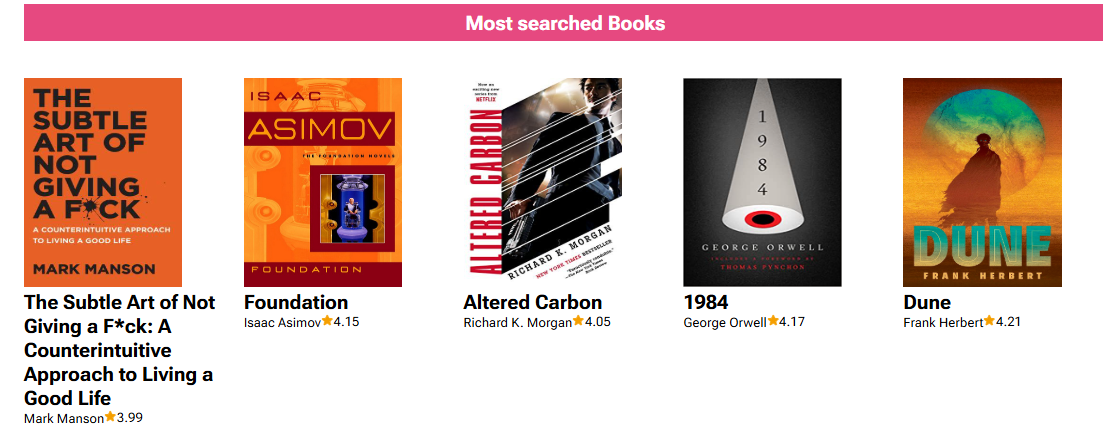 Most searched Books
THE
SUBTLE
ART OF
NOT
GIVING
A F*CK
A COUNTERINTUITIVE APPROACH
TO LIVING A GOOD LIFE
MARK MANSON
The Subtle Art of Not
Giving a F*ck: A
Counterintuitive
Approach to Living a
Good Life
Mark Manson 3.99
ISAAC
ASIMOV
THE FOUNDATION NOVELS
FOUNDATION
Foundation
Isaac Asimov 4.15
Now an
exciting new
series from
NETFLIX
ALTERED CARBON
RICHARD K. MORGAN
NEW YORK TIMES BESTSELLER
Altered Carbon
Richard K. Morgan 4.05
1
9
8
4
GEORGE ORWELL
THOMAS PYNCHON
1984
George Orwell 4.17
DUNE
FRANK HERBERT
Dune
Frank Herbert 4.21